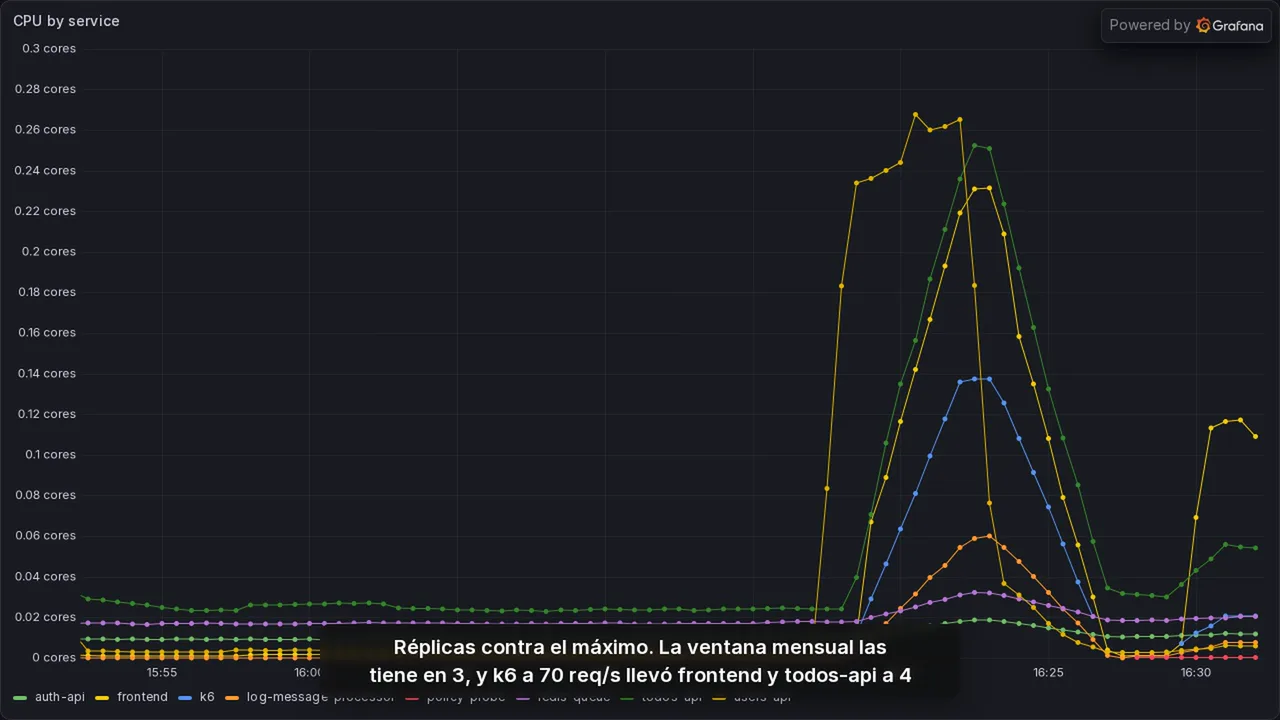 CPU by service
Powered by Grafana
0.3 cores
0.28 cores
0.26 cores
0.24 cores
0.22 cores
0.2 cores
0.18 cores
0.16 cores
0.14 cores
0.12 cores
0.1 cores
0.08 cores
0.06 cores
0.04 cores
0.02 cores
0 cores
15:55 16:00 16:25 16:30
Réplicas contra el máximo. La ventana mensual las
tiene en 3, y k6 a 70 req/s llevó frontend y todos-api a 4
auth-api frontend k6 log-message-processor policy-probe redis-queue todos-api users-api